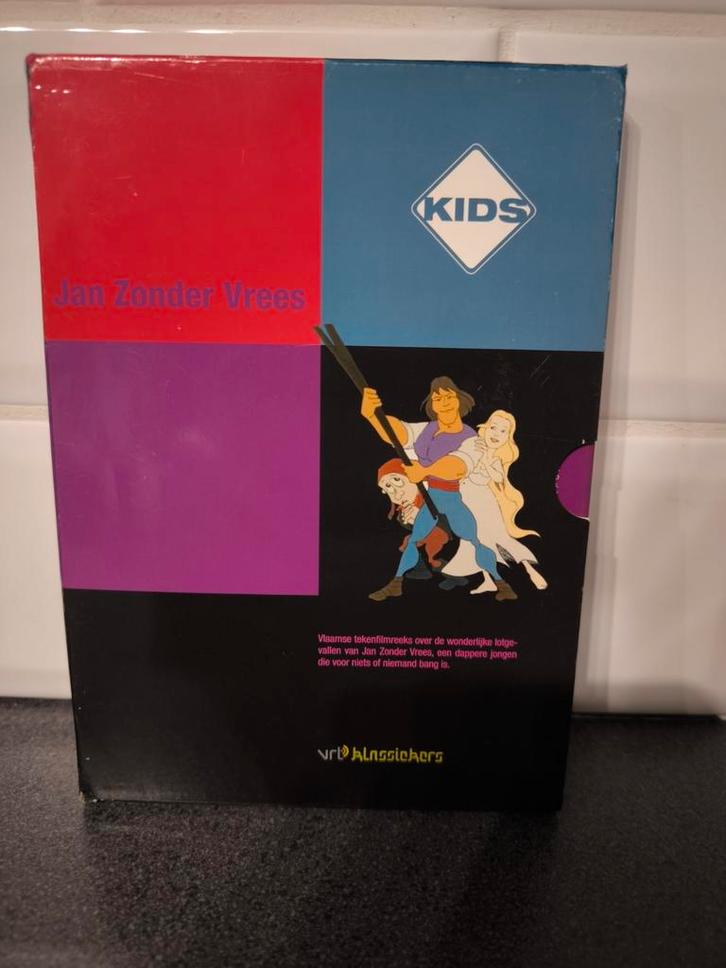 KIDS
Jan Zonder Vrees
Vlaamse tekenfilmreeks over de wonderlijke lotge-
vallen van Jan Zonder Vrees, een dappere jongen
die voor niets of niemand bang is.
vrt klassiekers